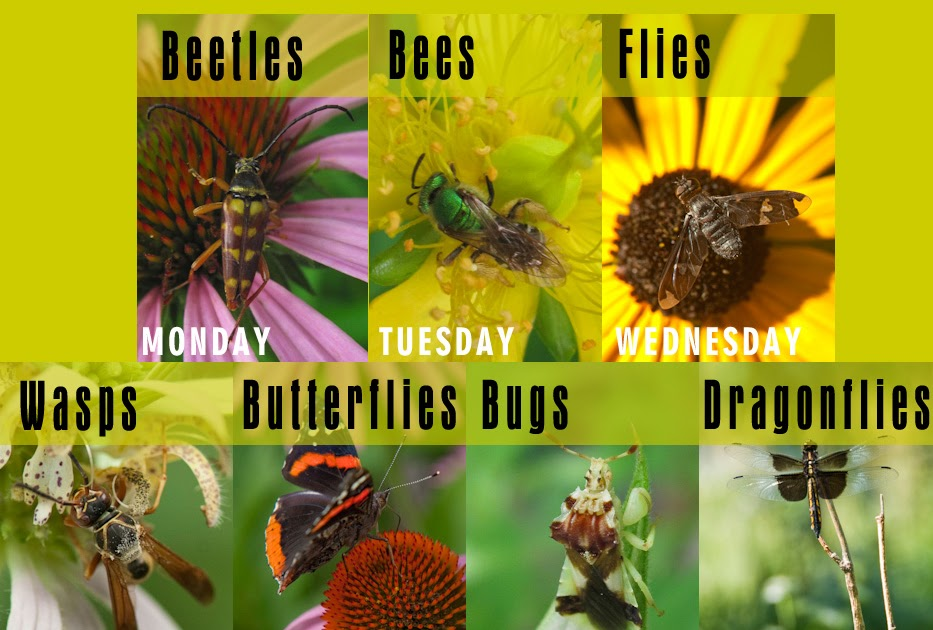 Beetles
Bees
Flies
MONDAY
TUESDAY
WEDNESDAY
Wasps
Butterflies
Bugs
Dragonflies